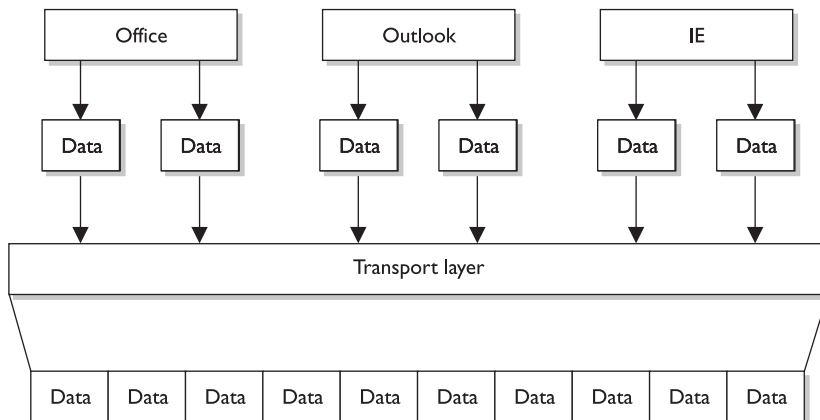 Office Outlook IE
Data Data Data Data Data Data
Transport layer
Data Data Data Data Data Data Data Data Data Data